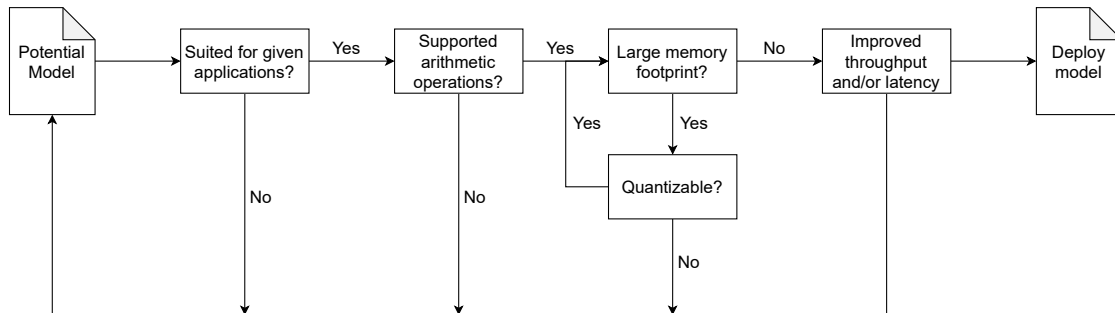 Potential
Model
Suited for given
applications?
Yes
Supported
arithmetic
operations?
Yes
Large memory
footprint?
No
Improved
throughput
and/or latency
Deploy
model
Yes
Yes
Quantizable?
No
No
No